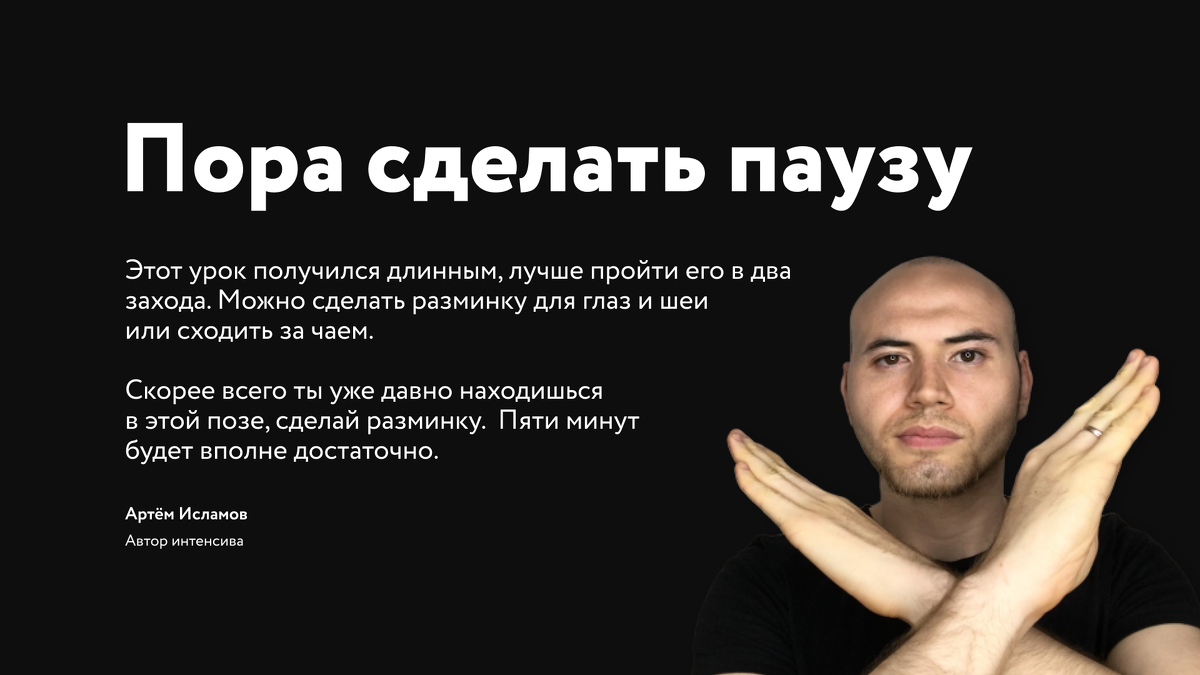 Пора сделать паузу
Этот урок получился длинным, лучше пройти его в два
захода. Можно сделать разминку для глаз и шеи
или сходить за чаем.
Скорее всего ты уже давно находишься
в этой позе, сделай разминку. Пяти минут
будет вполне достаточно.
Артём Исламов
Автор интенсива